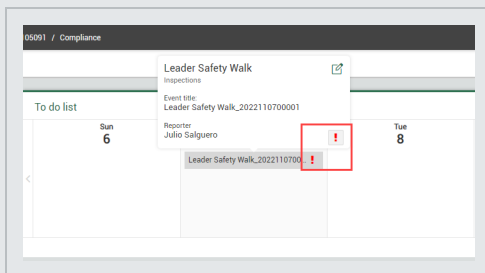 05091 / Compliance
Leader Safety Walk
Inspections
Event title:
Leader Safety Walk_2022110700001
Reporter
Julio Salguero
!
To do list
Sun
6
Tue
8
Leader Safety Walk_2022110700... !